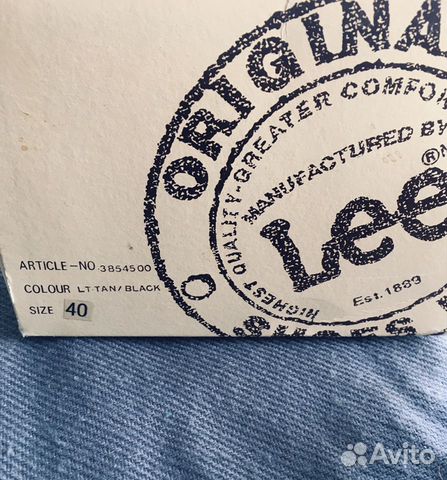 ORIGINA
HIGHEST QUALITY-GREATER COMFOR
MANUFACTURED BY
Lee
®
Est.1889
SHOES
ARTICLE-NO. 3854500
COLOUR LT TAN/BLACK
SIZE 40
Avito